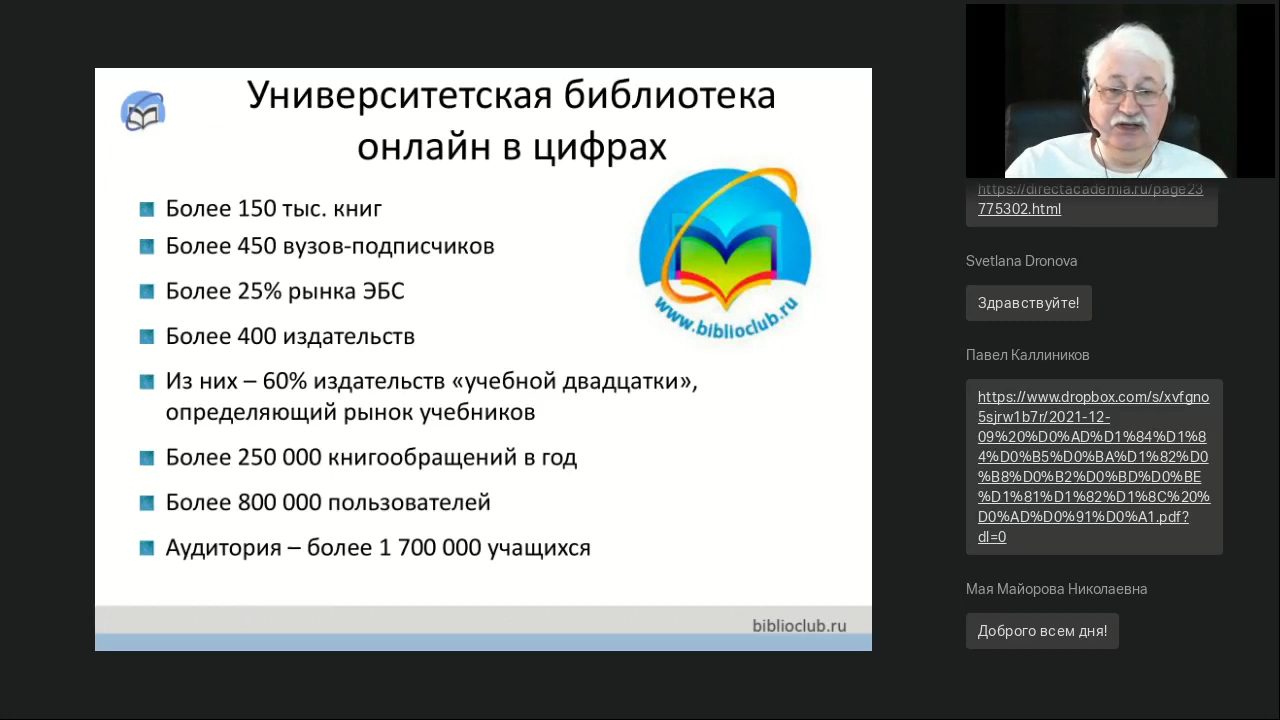 Университетская библиотека
онлайн в цифрах
Более 150 тыс. книг
Более 450 вузов-подписчиков
Более 25% рынка ЭБС
Более 400 издательств
Из них – 60% издательств «учебной двадцатки»,
определяющий рынок учебников
Более 250 000 книгообращений в год
Более 800 000 пользователей
Аудитория – более 1 700 000 учащихся
www.biblioclub.ru
biblioclub.ru
https://directacademia.ru/page23
775302.html
Svetlana Dronova
Здравствуйте!
Павел Каллиников
https://www.dropbox.com/s/xvfgno
5sjrw1b7r/2021-12-
09%20%D0%AD%D1%84%D1%8
4%D0%B5%D0%BA%D1%82%D0
%B8%D0%B2%D0%BD%D0%BE
%D1%81%D1%82%D1%8C%20%
D0%AD%D0%91%D0%A1.pdf?
dl=0
Мая Майорова Николаевна
Доброго всем дня!